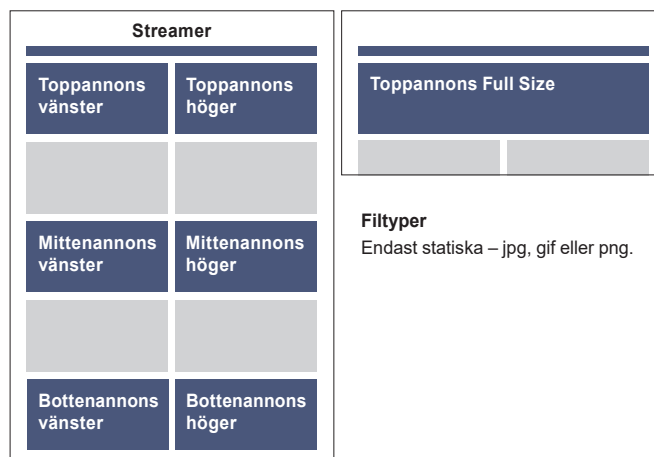 Streamer
Toppannons
vänster
Toppannons
höger
Mittenannons
vänster
Mittenannons
höger
Bottenannons
vänster
Bottenannons
höger
Toppannons Full Size
Filtyper
Endast statiska – jpg, gif eller png.